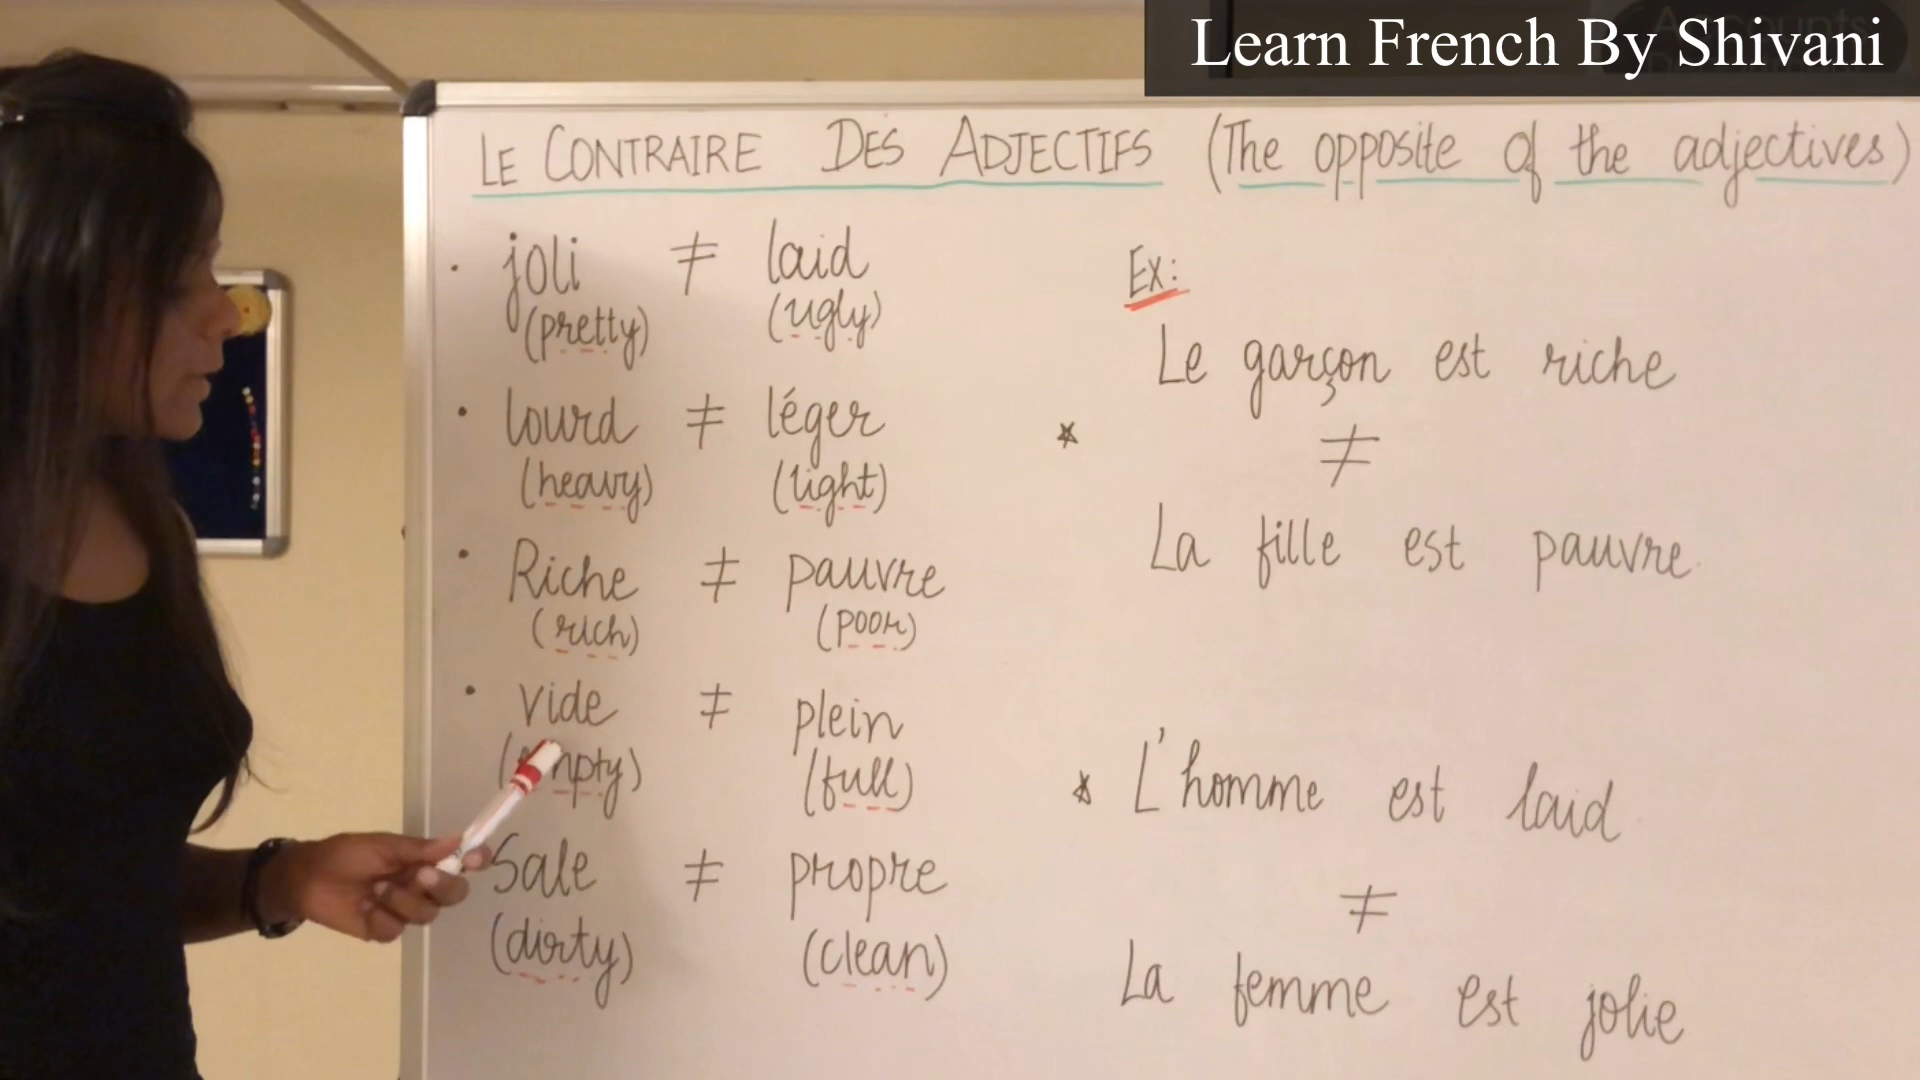 Learn French By Shivani
LE CONTRAIRE DES ADJECTIFS (The opposite of the adjectives)
• joli ≠ laid
(pretty) (ugly)
• lourd ≠ léger
(heavy) (light)
• Riche ≠ pauvre
(rich) (poor)
• vide ≠ plein
(empty) (full)
Sale ≠ propre
(dirty) (clean)
Ex:
Le garçon est riche
≠
La fille est pauvre.
L'homme est laid
≠
La femme est jolie